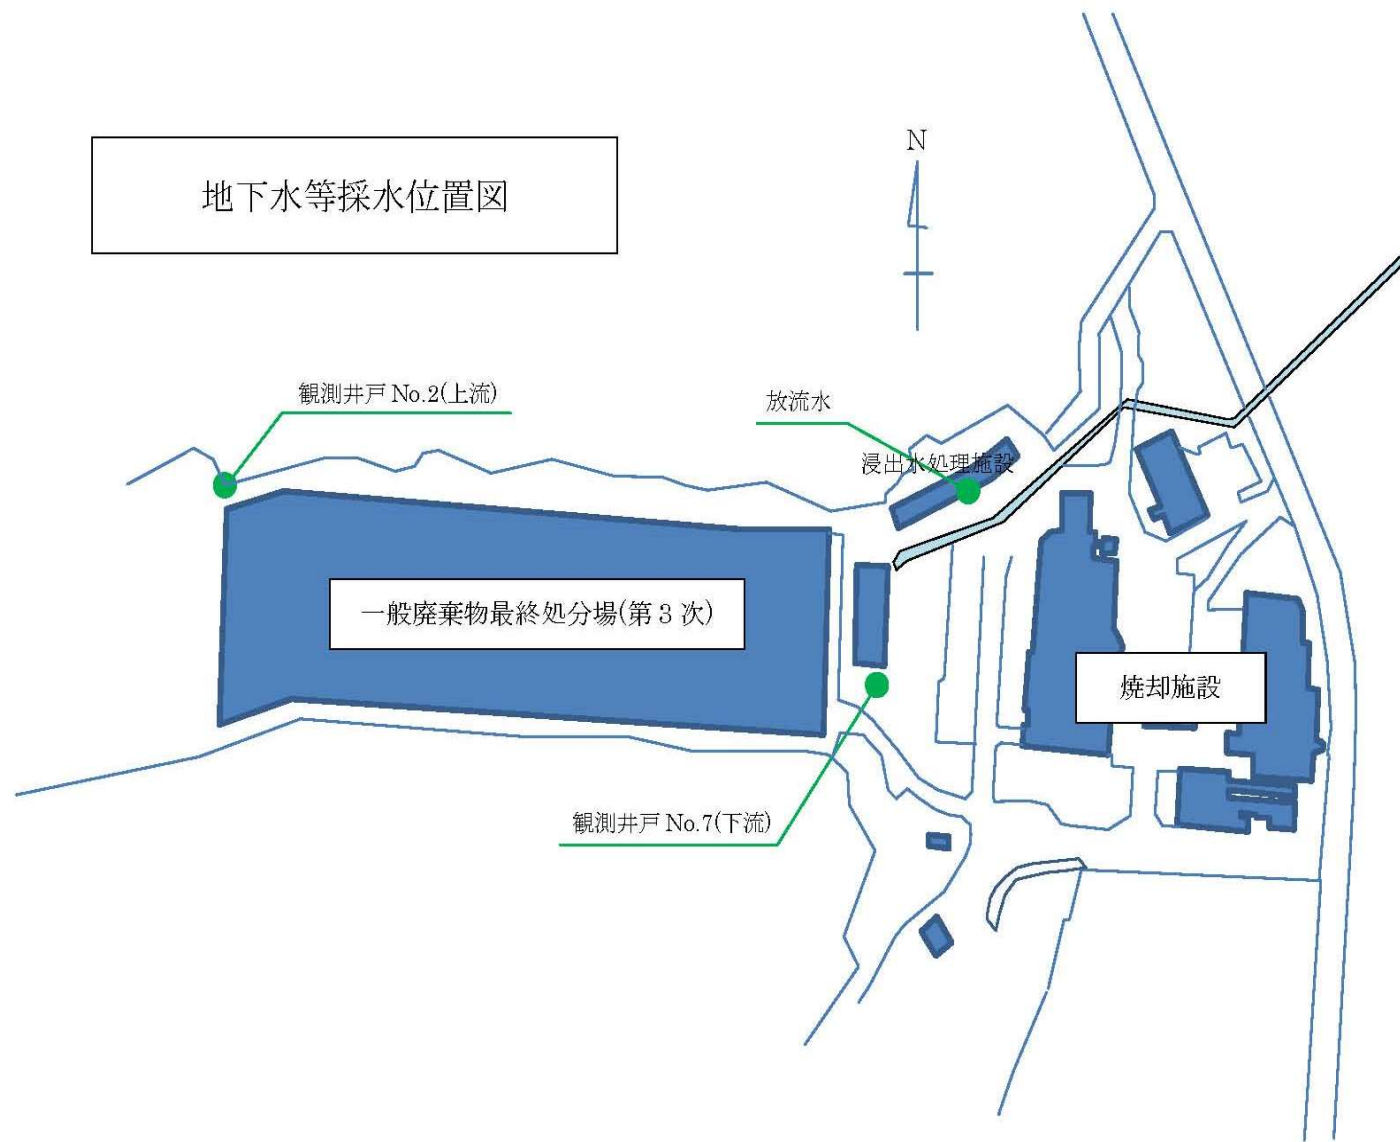 N
地下水等採水位置図
観測井戸 No.2(上流)
放流水
浸出水処理施設
一般廃棄物最終処分場(第3次)
焼却施設
観測井戸 No.7(下流)